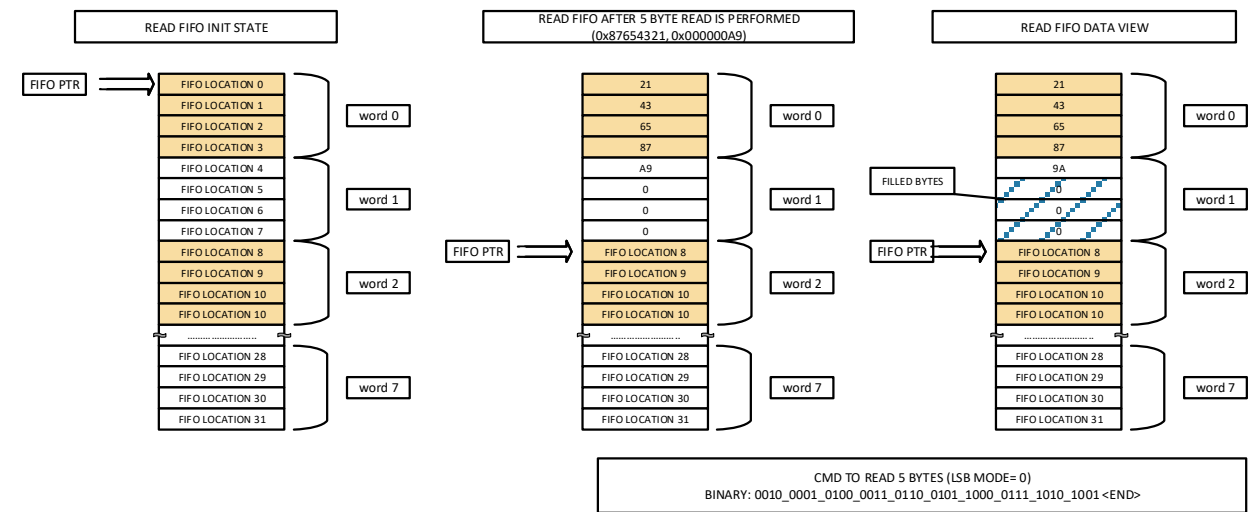 READ FIFO INIT STATE
READ FIFO AFTER 5 BYTE READ IS PERFORMED
(0x87654321, 0x000000A9)
READ FIFO DATA VIEW
FIFO PTR
FIFO LOCATION 0
FIFO LOCATION 1
FIFO LOCATION 2
FIFO LOCATION 3
FIFO LOCATION 4
FIFO LOCATION 5
FIFO LOCATION 6
FIFO LOCATION 7
FIFO LOCATION 8
FIFO LOCATION 9
FIFO LOCATION 10
FIFO LOCATION 10
..........................
FIFO LOCATION 28
FIFO LOCATION 29
FIFO LOCATION 30
FIFO LOCATION 31
word 0
word 1
word 2
word 7
FIFO PTR
21
43
65
87
A9
0
0
0
FIFO LOCATION 8
FIFO LOCATION 9
FIFO LOCATION 10
FIFO LOCATION 10
..........................
FIFO LOCATION 28
FIFO LOCATION 29
FIFO LOCATION 30
FIFO LOCATION 31
word 0
word 1
word 2
word 7
FILLED BYTES
FIFO PTR
21
43
65
87
9A
0
0
0
FIFO LOCATION 8
FIFO LOCATION 9
FIFO LOCATION 10
FIFO LOCATION 10
..........................
FIFO LOCATION 28
FIFO LOCATION 29
FIFO LOCATION 30
FIFO LOCATION 31
word 0
word 1
word 2
word 7
CMD TO READ 5 BYTES (LSB MODE= 0)
BINARY: 0010_0001_0100_0011_0110_0101_1000_0111_1010_1001 <END>